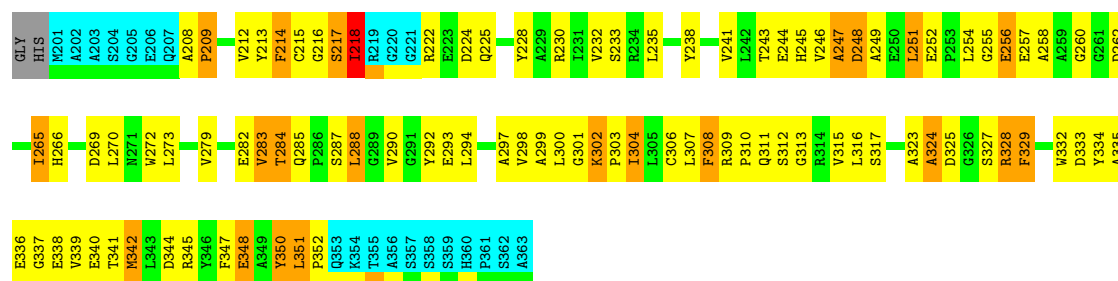 GLY HIS M201 A202 A203 S204 G205 E206 Q207 A208 P209 V212 Y213 F214 C215 G216 S217 I218 R219 G220 G221 R222 E223 D224 Q225 Y228 A229 R230 I231 V232 S233 R234 L235 Y238 V241 L242 T243 E244 H245 V246 A247 D248 A249 E250 L251 E252 P253 L254 G255 E256 E257 A258 A259 G260 G261 D262
I265 H266 D269 L270 N271 W272 L273 V279 E282 V283 T284 Q285 P286 S287 L288 G289 V290 G291 Y292 E293 L294 A297 V298 A299 L300 G301 K302 P303 I304 L305 C306 L307 F308 R309 P310 Q311 S312 G313 R314 V315 L316 S317 A323 A324 D325 G326 S327 R328 F329 W332 D333 Y334 A335
E336 G337 E338 V339 E340 T341 M342 L343 D344 R345 Y346 F347 E348 A349 Y350 L351 P352 Q353 K354 T355 A356 S357 S358 S359 H360 P361 S362 A363